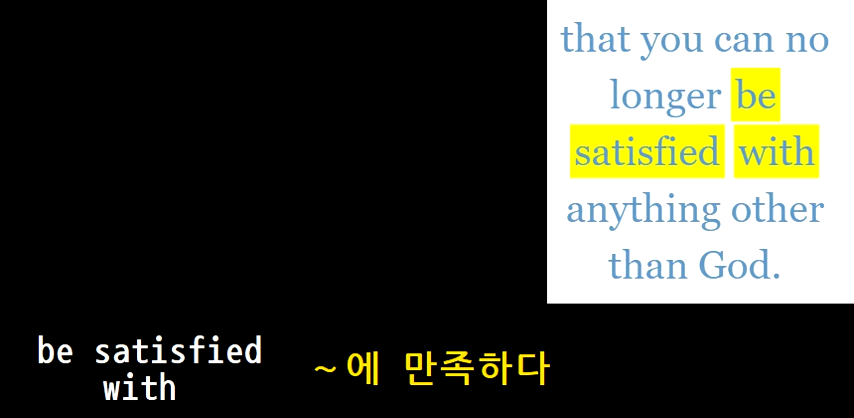 that you can no
longer be
satisfied with
anything other
than God.
be satisfied
with
~에 만족하다